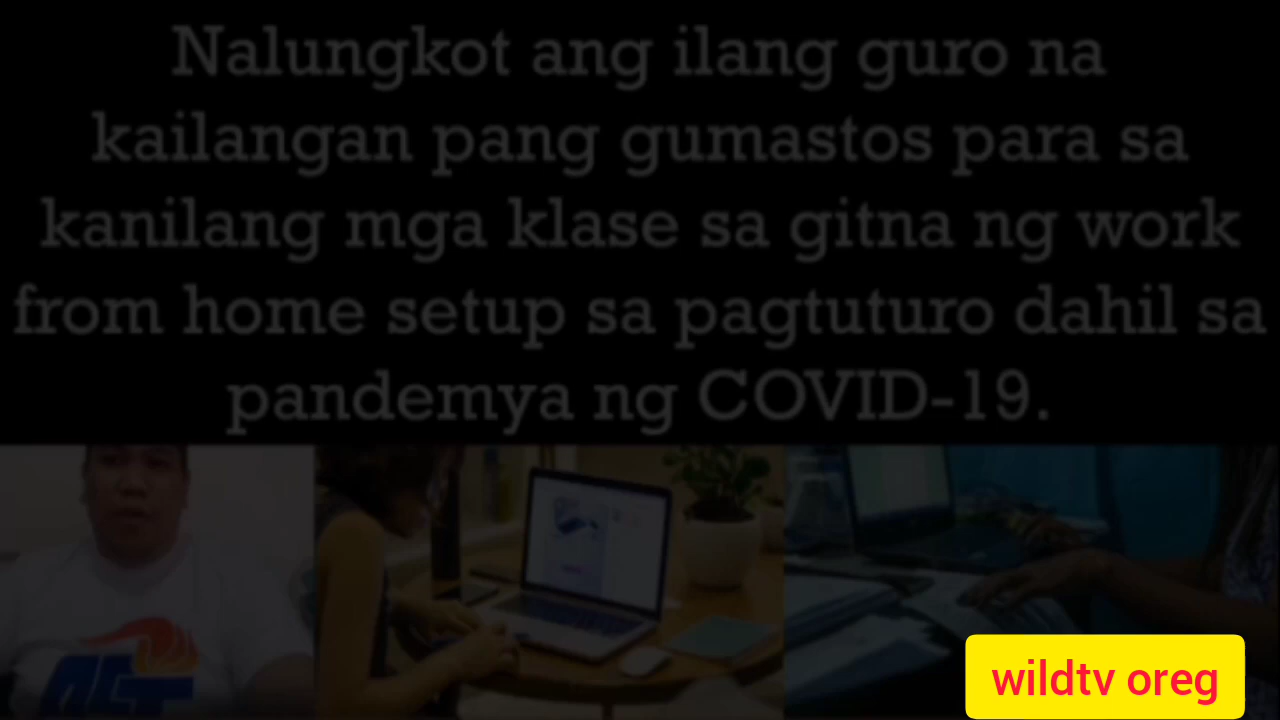 Nalungkot ang ilang guro na
kailangan pang gumastos para sa
kanilang mga klase sa gitna ng work
from home setup sa pagtuturo dahil sa
pandemya ng COVID-19.
wildtv oreg